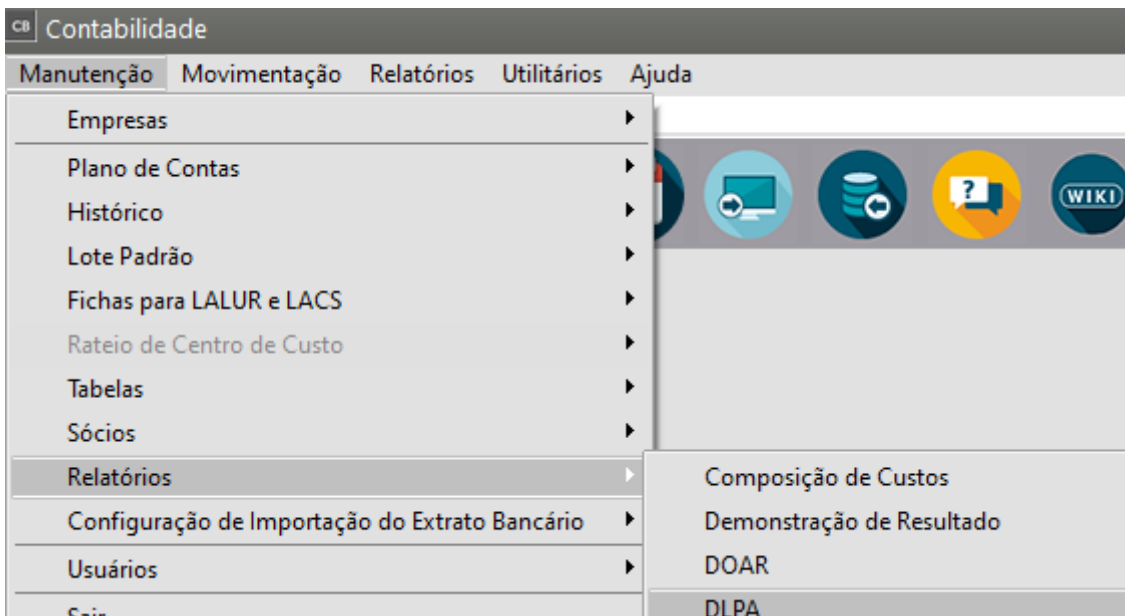 CB Contabilidade
Manutenção Movimentação Relatórios Utilitários Ajuda
Empresas
Plano de Contas
Histórico
Lote Padrão
Fichas para LALUR e LACS
Rateio de Centro de Custo
Tabelas
Sócios
Relatórios
Configuração de Importação do Extrato Bancário
Usuários
Sair
?
WIKI
Composição de Custos
Demonstração de Resultado
DOAR
DLPA